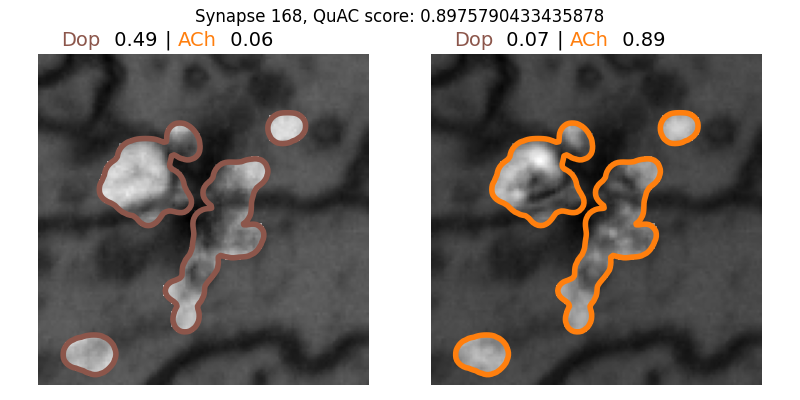 Synapse 168, QuAC score: 0.8975790433435878
Dop 0.49 | ACh 0.06
Dop 0.07 | ACh 0.89